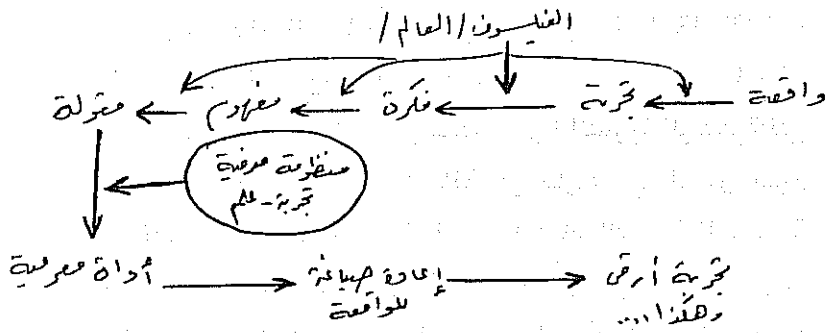 الفيلسوف / العالم /
واقعة ← تجربة ← فكرة ← مفهوم ← مقولة
منظومة معرفية
تجربة - علم
أداة معرفية → إعادة صياغة للواقعة → تجربة أرقى وهكذا....